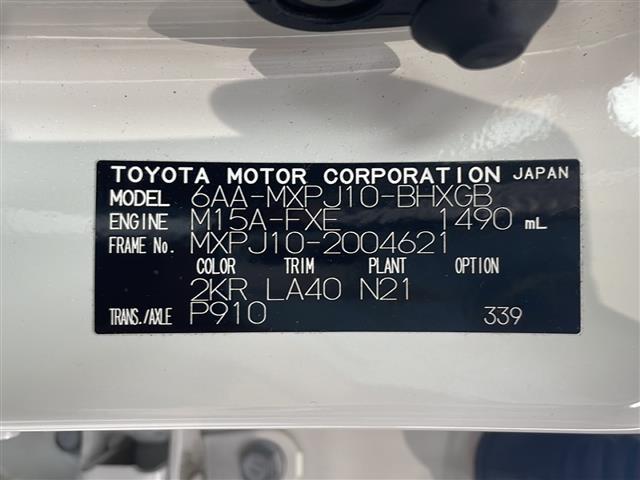 TOYOTA MOTOR CORPORATION JAPAN
MODEL 6AA-MXPJ10-BHXGB
ENGINE M15A-FXE 1490 mL
FRAME No. MXPJ10-2004621
COLOR TRIM PLANT OPTION
2KR LA40 N21
TRANS./AXLE P910 339